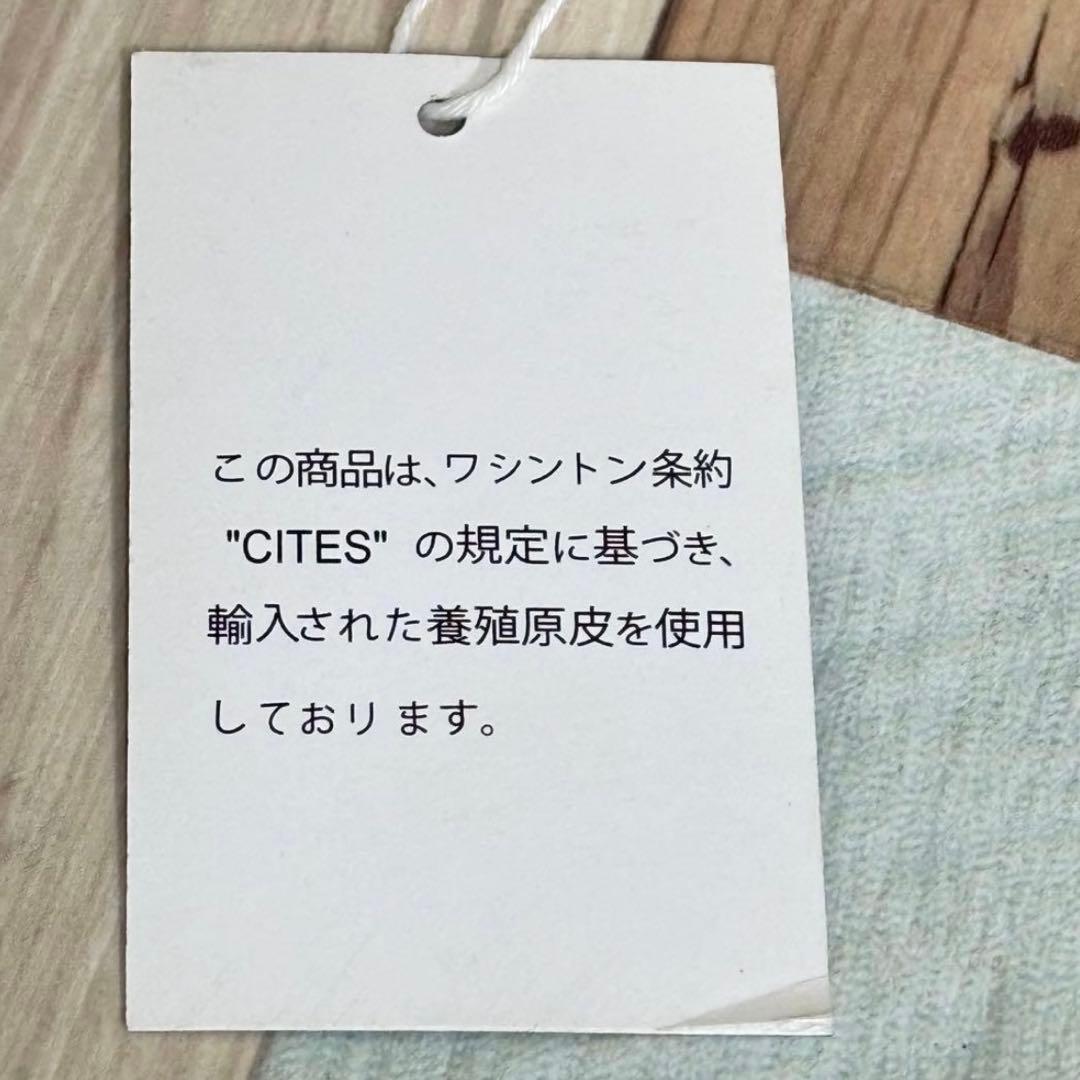 この商品は、ワシントン条約
"CITES" の規定に基づき、
輸入された養殖原皮を使用
しております。